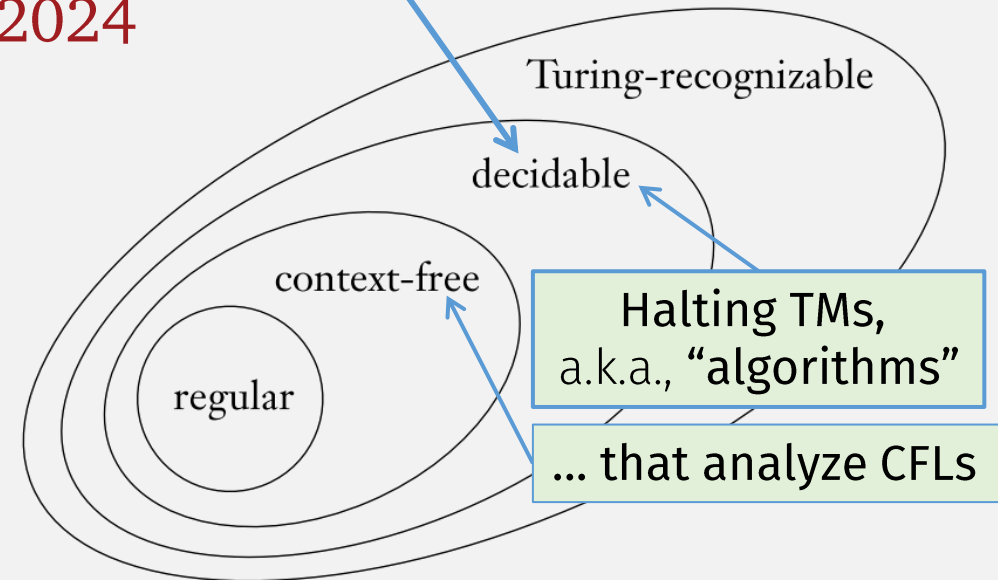 2024
Turing-recognizable
decidable
context-free
Halting TMs,
a.k.a., “algorithms”
regular
... that analyze CFLs